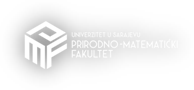 UNIVERZITET U SARAJEVU
PRIRODNO-MATEMATIČKI
FAKULTET